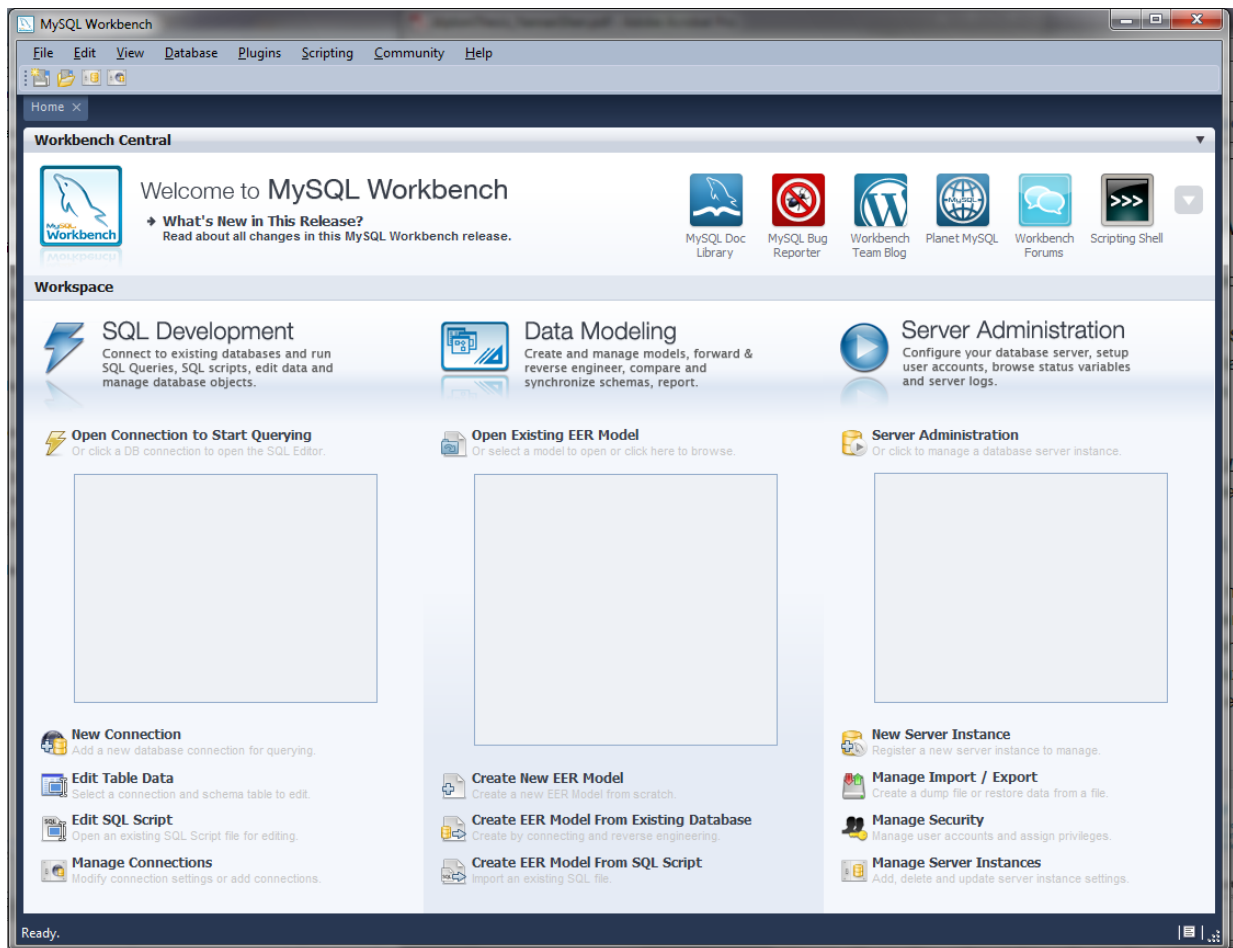 MySQL Workbench
File Edit View Database Plugins Scripting Community Help
Home
Workbench Central
MySQL
Workbench
Welcome to MySQL Workbench
What's New in This Release?
Read about all changes in this MySQL Workbench release.
MySQL Doc
Library
MySQL Bug
Reporter
Workbench
Team Blog
MySQL
Planet MySQL
Workbench
Forums
>>>
Scripting Shell
Workspace
SQL Development
Connect to existing databases and run
SQL Queries, SQL scripts, edit data and
manage database objects.
Open Connection to Start Querying
Or click a DB connection to open the SQL Editor.
New Connection
Add a new database connection for querying.
Edit Table Data
Select a connection and schema table to edit.
SQL
Edit SQL Script
Open an existing SQL Script file for editing.
Manage Connections
Modify connection settings or add connections.
Data Modeling
Create and manage models, forward &
reverse engineer, compare and
synchronize schemas, report.
Open Existing EER Model
Or select a model to open or click here to browse.
Create New EER Model
Create a new EER Model from scratch.
Create EER Model From Existing Database
Create by connecting and reverse engineering.
Create EER Model From SQL Script
Import an existing SQL file.
Server Administration
Configure your database server, setup
user accounts, browse status variables
and server logs.
Server Administration
Or click to manage a database server instance.
New Server Instance
Register a new server instance to manage.
Manage Import / Export
Create a dump file or restore data from a file.
Manage Security
Manage user accounts and assign privileges.
Manage Server Instances
Add, delete and update server instance settings.
Ready.